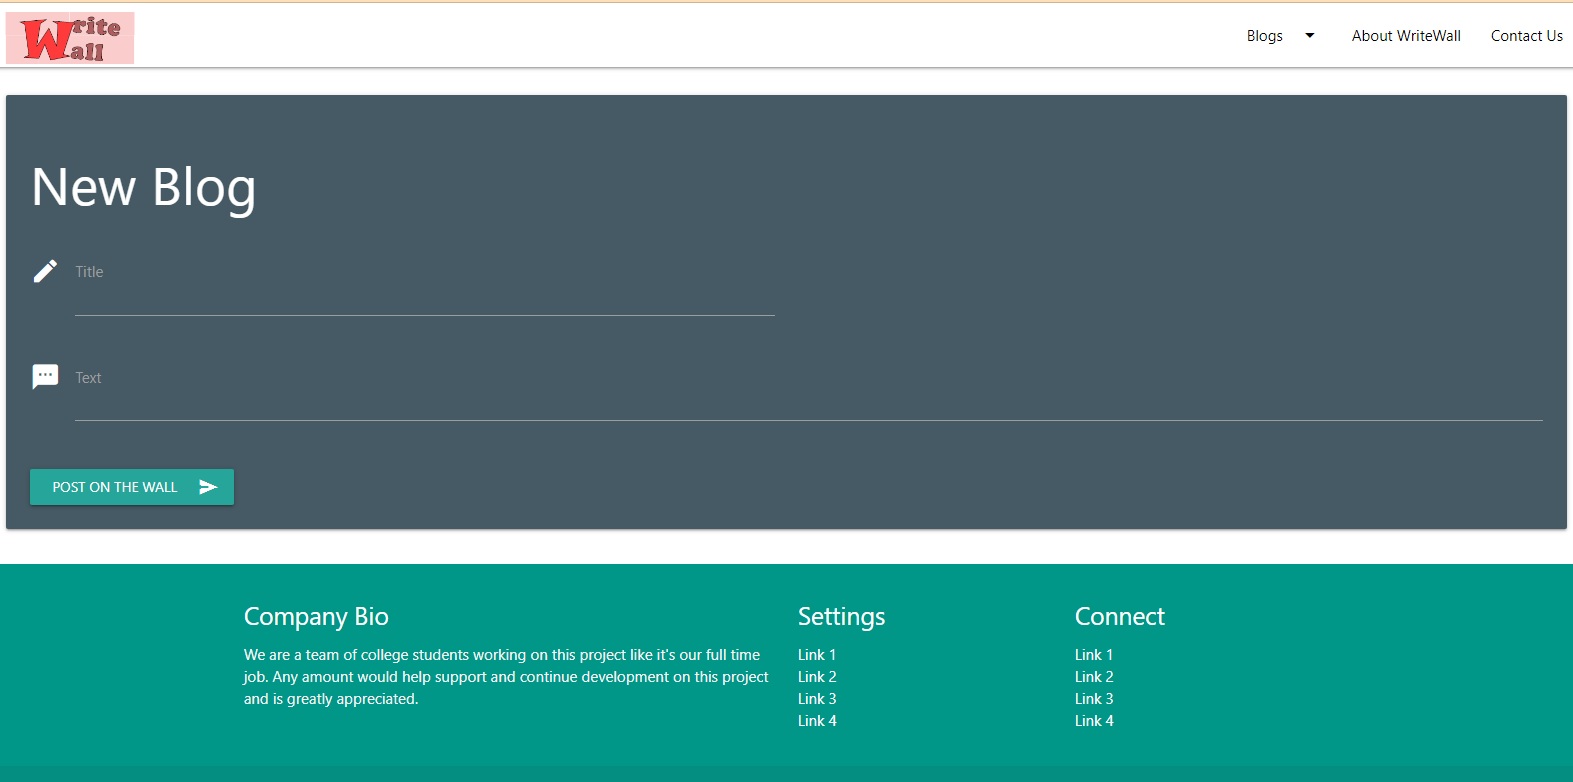 Write
Wall
Blogs
About WriteWall
Contact Us
New Blog
Title
Text
POST ON THE WALL
Company Bio
We are a team of college students working on this project like it's our full time
job. Any amount would help support and continue development on this project
and is greatly appreciated.
Settings
Link 1
Link 2
Link 3
Link 4
Connect
Link 1
Link 2
Link 3
Link 4